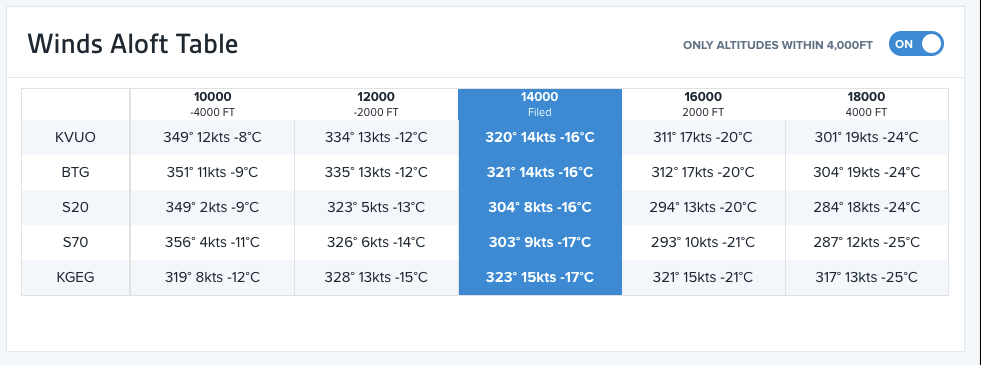 Winds Aloft Table
ONLY ALTITUDES WITHIN 4,000FT ON
10000 12000 14000 16000 18000
-4000 FT -2000 FT Filed 2000 FT 4000 FT
KVUO 349° 12kts -8°C 334° 13kts -12°C 320° 14kts -16°C 311° 17kts -20°C 301° 19kts -24°C
BTG 351° 11kts -9°C 335° 13kts -12°C 321° 14kts -16°C 312° 17kts -20°C 304° 19kts -24°C
S20 349° 2kts -9°C 323° 5kts -13°C 304° 8kts -16°C 294° 13kts -20°C 284° 18kts -24°C
S70 356° 4kts -11°C 326° 6kts -14°C 303° 9kts -17°C 293° 10kts -21°C 287° 12kts -25°C
KGEG 319° 8kts -12°C 328° 13kts -15°C 323° 15kts -17°C 321° 15kts -21°C 317° 13kts -25°C